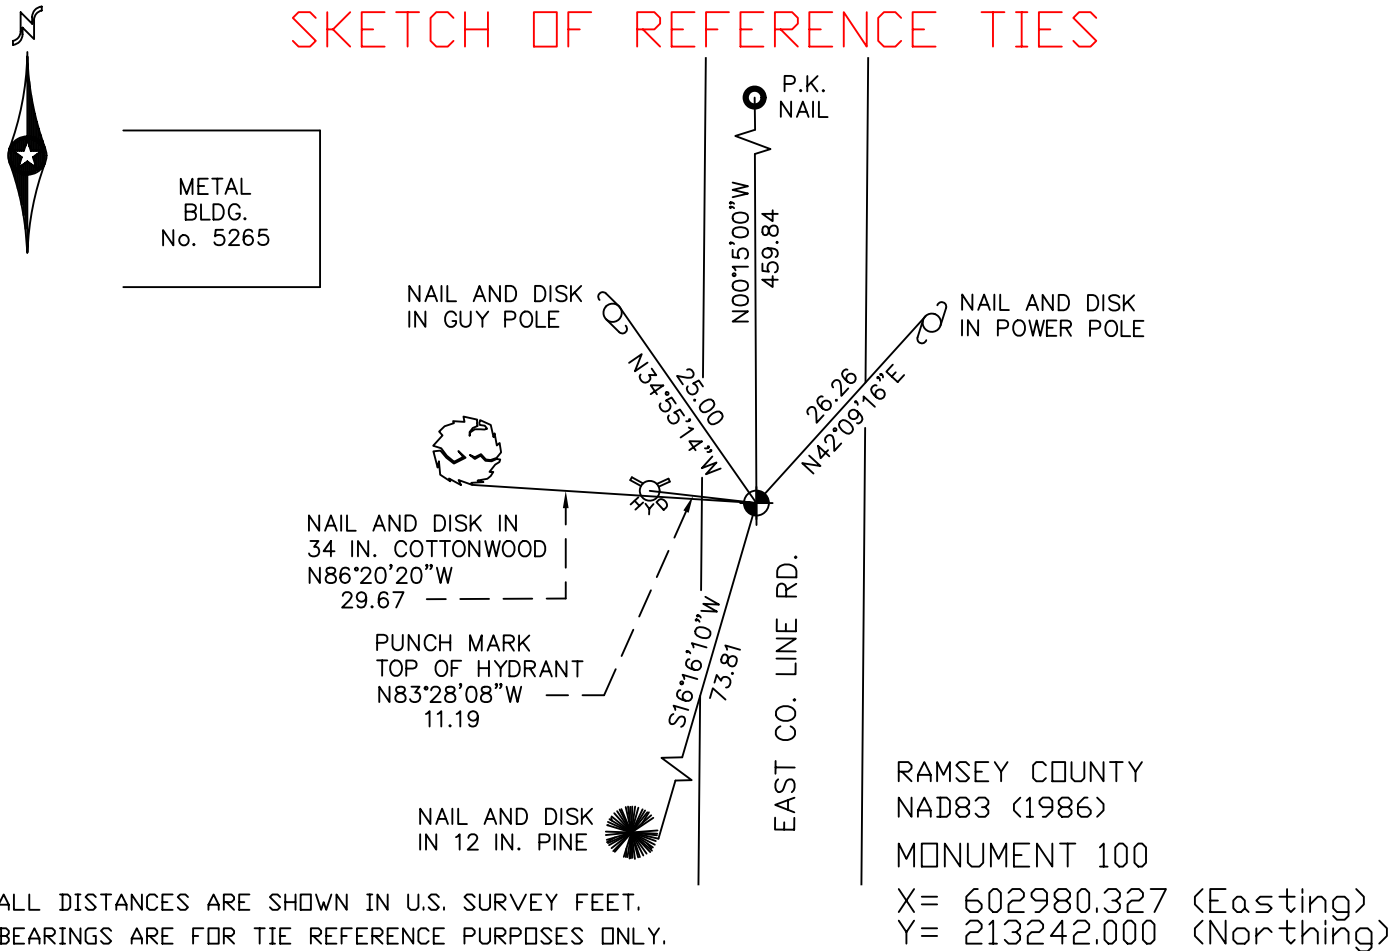 N
SKETCH OF REFERENCE TIES
P.K.
NAIL
METAL
BLDG.
No. 5265
N00°15'00"W
459.84
NAIL AND DISK
IN GUY POLE
NAIL AND DISK
IN POWER POLE
25.00
N34°55'14"W
26.26
N42°09'16"E
HYD
NAIL AND DISK IN
34 IN. COTTONWOOD
N86°20'20"W
29.67
PUNCH MARK
TOP OF HYDRANT
N83°28'08"W
11.19
S16°16'10"W
73.81
EAST CO. LINE RD.
NAIL AND DISK
IN 12 IN. PINE
RAMSEY COUNTY
NAD83 (1986)
MONUMENT 100
X= 602980.327 (Easting)
Y= 213242.000 (Northing)
ALL DISTANCES ARE SHOWN IN U.S. SURVEY FEET.
BEARINGS ARE FOR TIE REFERENCE PURPOSES ONLY.